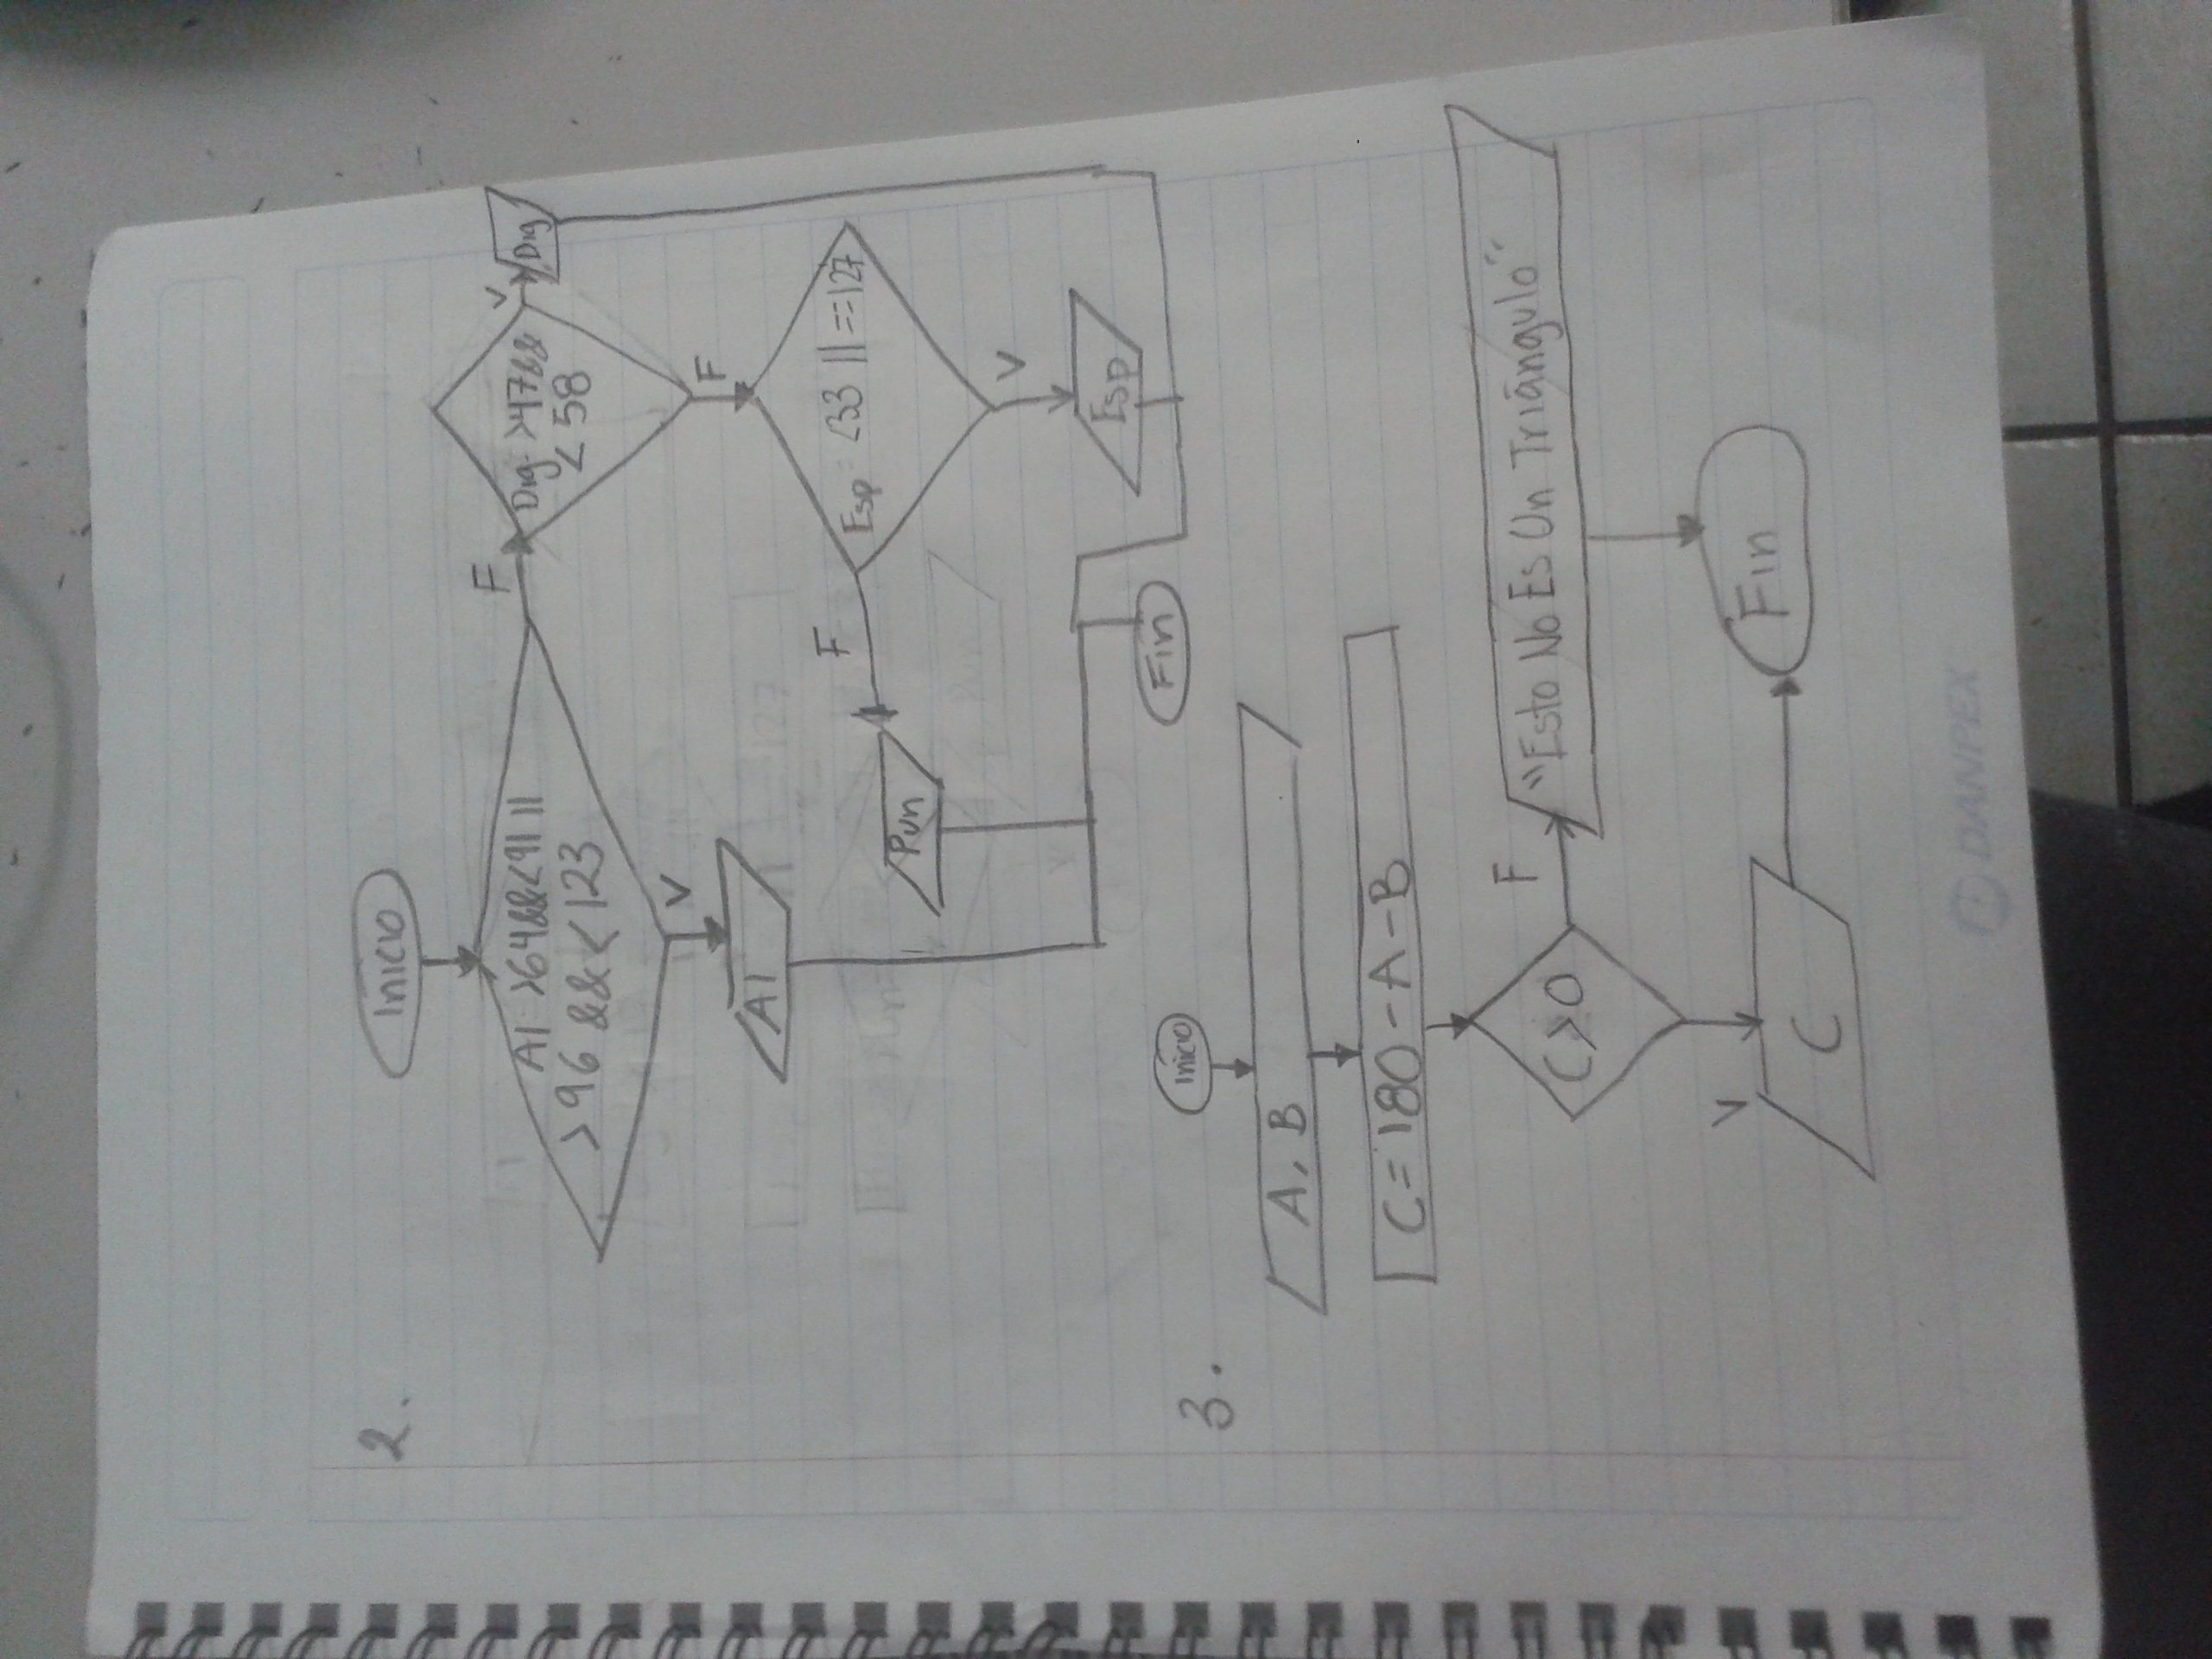 2.
Inicio
Al = >64&&<91 ||
>96 && < 123
F
V
Al
Dig = >47&&
< 58
V
Dig
F
Esp = <33 || ==127
F
V
Pun
Esp
Fin
3.
Inicio
A, B
C = 180 - A - B
C > 0
F
"Esto No Es Un Triángulo"
V
C
Fin
DANPEX